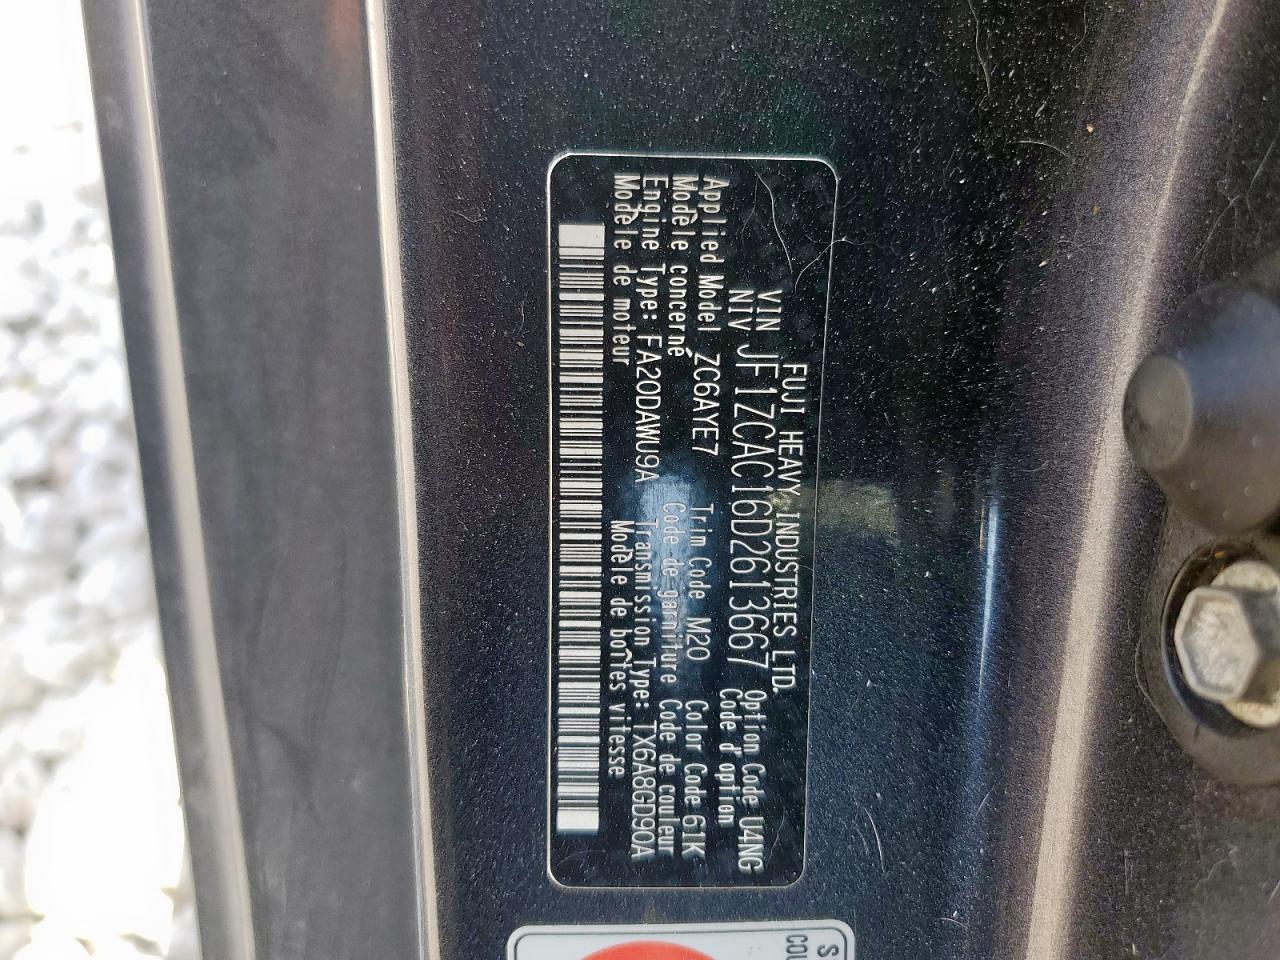 FUJI HEAVY INDUSTRIES LTD.
VIN JF1ZCAC16D2613667 Option Code U4NG
NIV Code d'option
Applied Model ZC6AYE7 Trim Code M20 Color Code 61K
Modèle concerné Code de garniture Code de couleur
Engine Type: FA20DAWU9A Transmission Type: TX6A8GD90A
Modèle de moteur Modèle de boîtes vitesse
S
COU